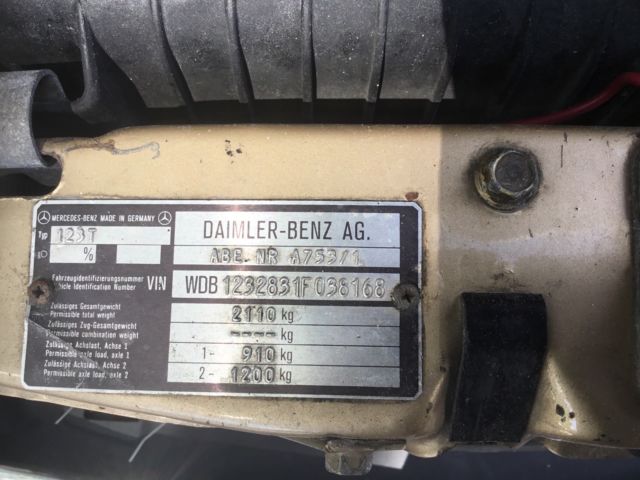 MERCEDES-BENZ MADE IN GERMANY
Typ 123T
%
DAIMLER-BENZ AG.
ABE. NR A753/1
Fahrzeugidentifizierungsnummer
Vehicle Identification Number VIN WDB 1232831F038168
Zulässiges Gesamtgewicht
Permissible total weight 2110 kg
Zulässiges Zug-Gesamtgewicht
Permissible combination weight ---- kg
Zulässige Achslast, Achse 1
Permissible axle load, axle 1 1- 910 kg
Zulässige Achslast, Achse 2
Permissible axle load, axle 2 2- 1200 kg